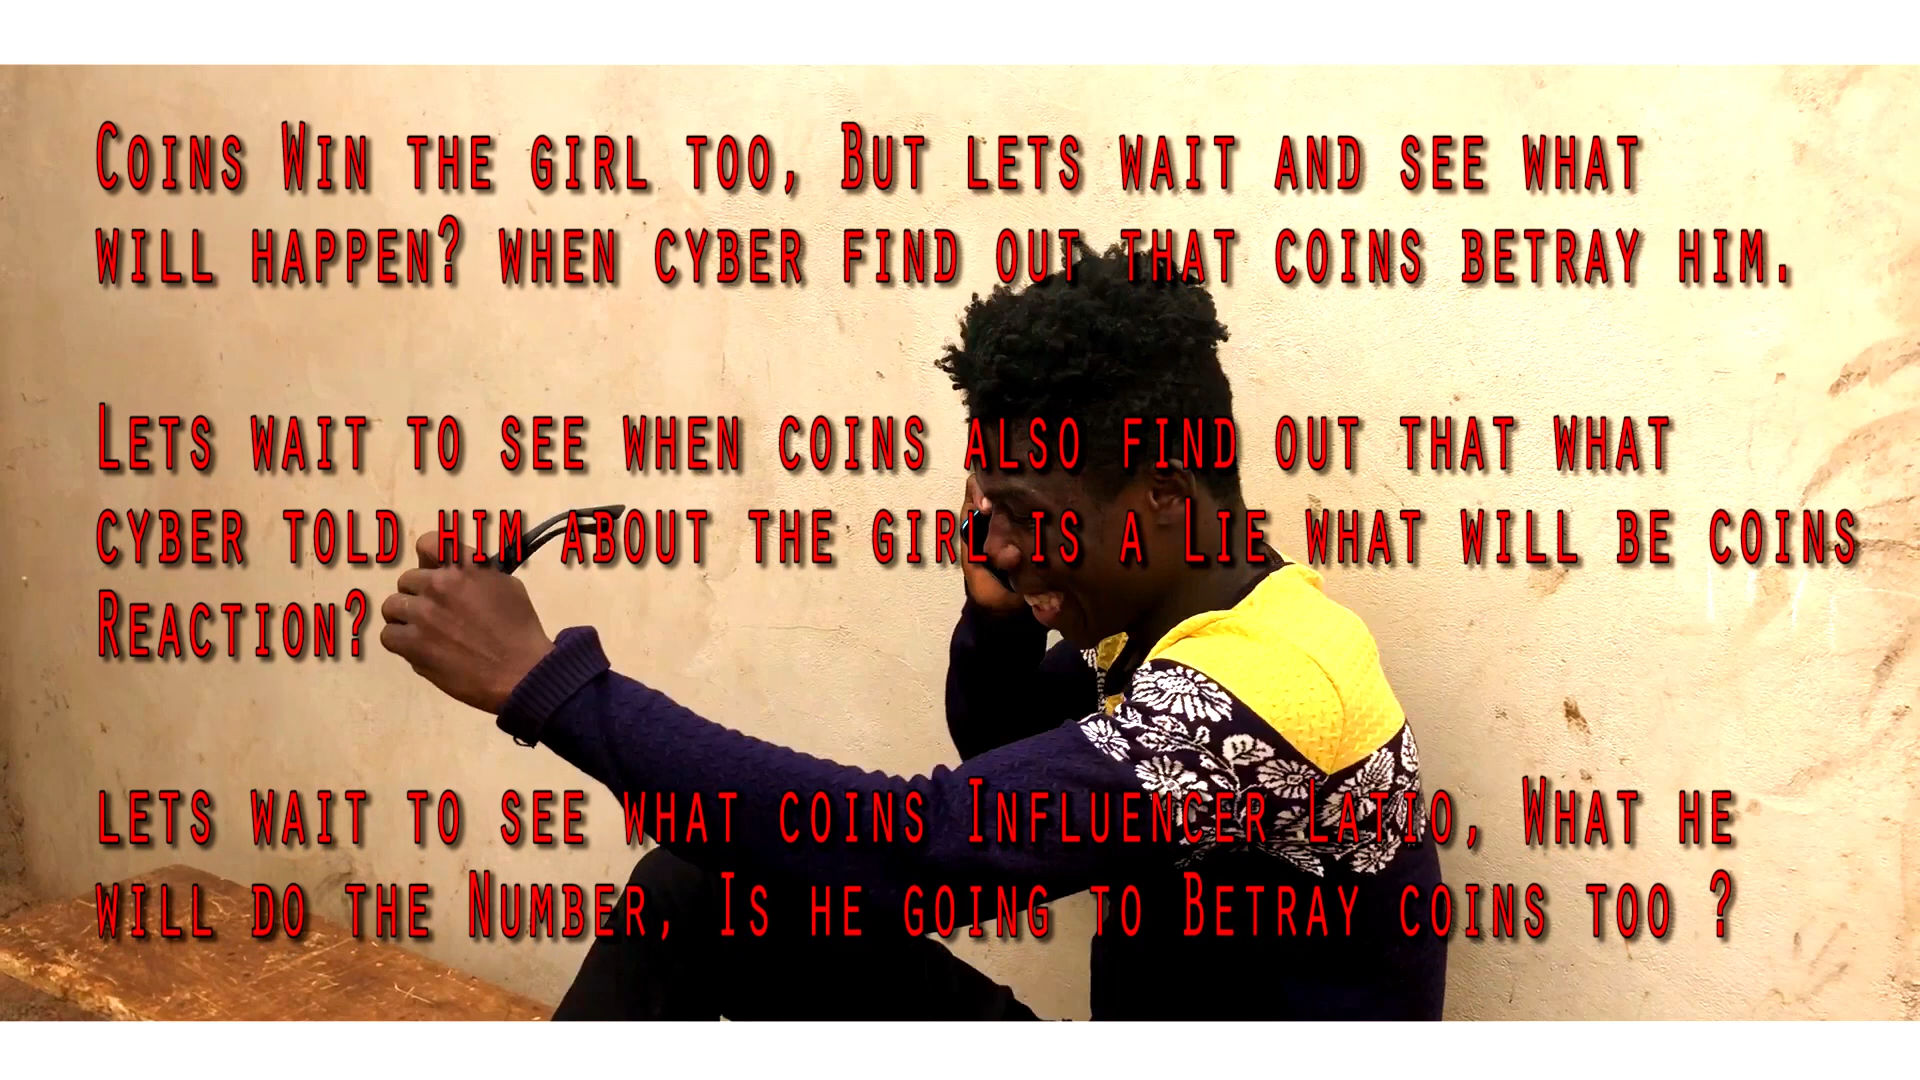 Coins Win the girl too, But lets wait and see what
will happen? when cyber find out that coins betray him.
Lets wait to see when coins also find out that what
cyber told him about the girl is a Lie what will be coins
Reaction?
lets wait to see what coins Influencer Latio, What he
will do the Number, Is he going to Betray coins too ?